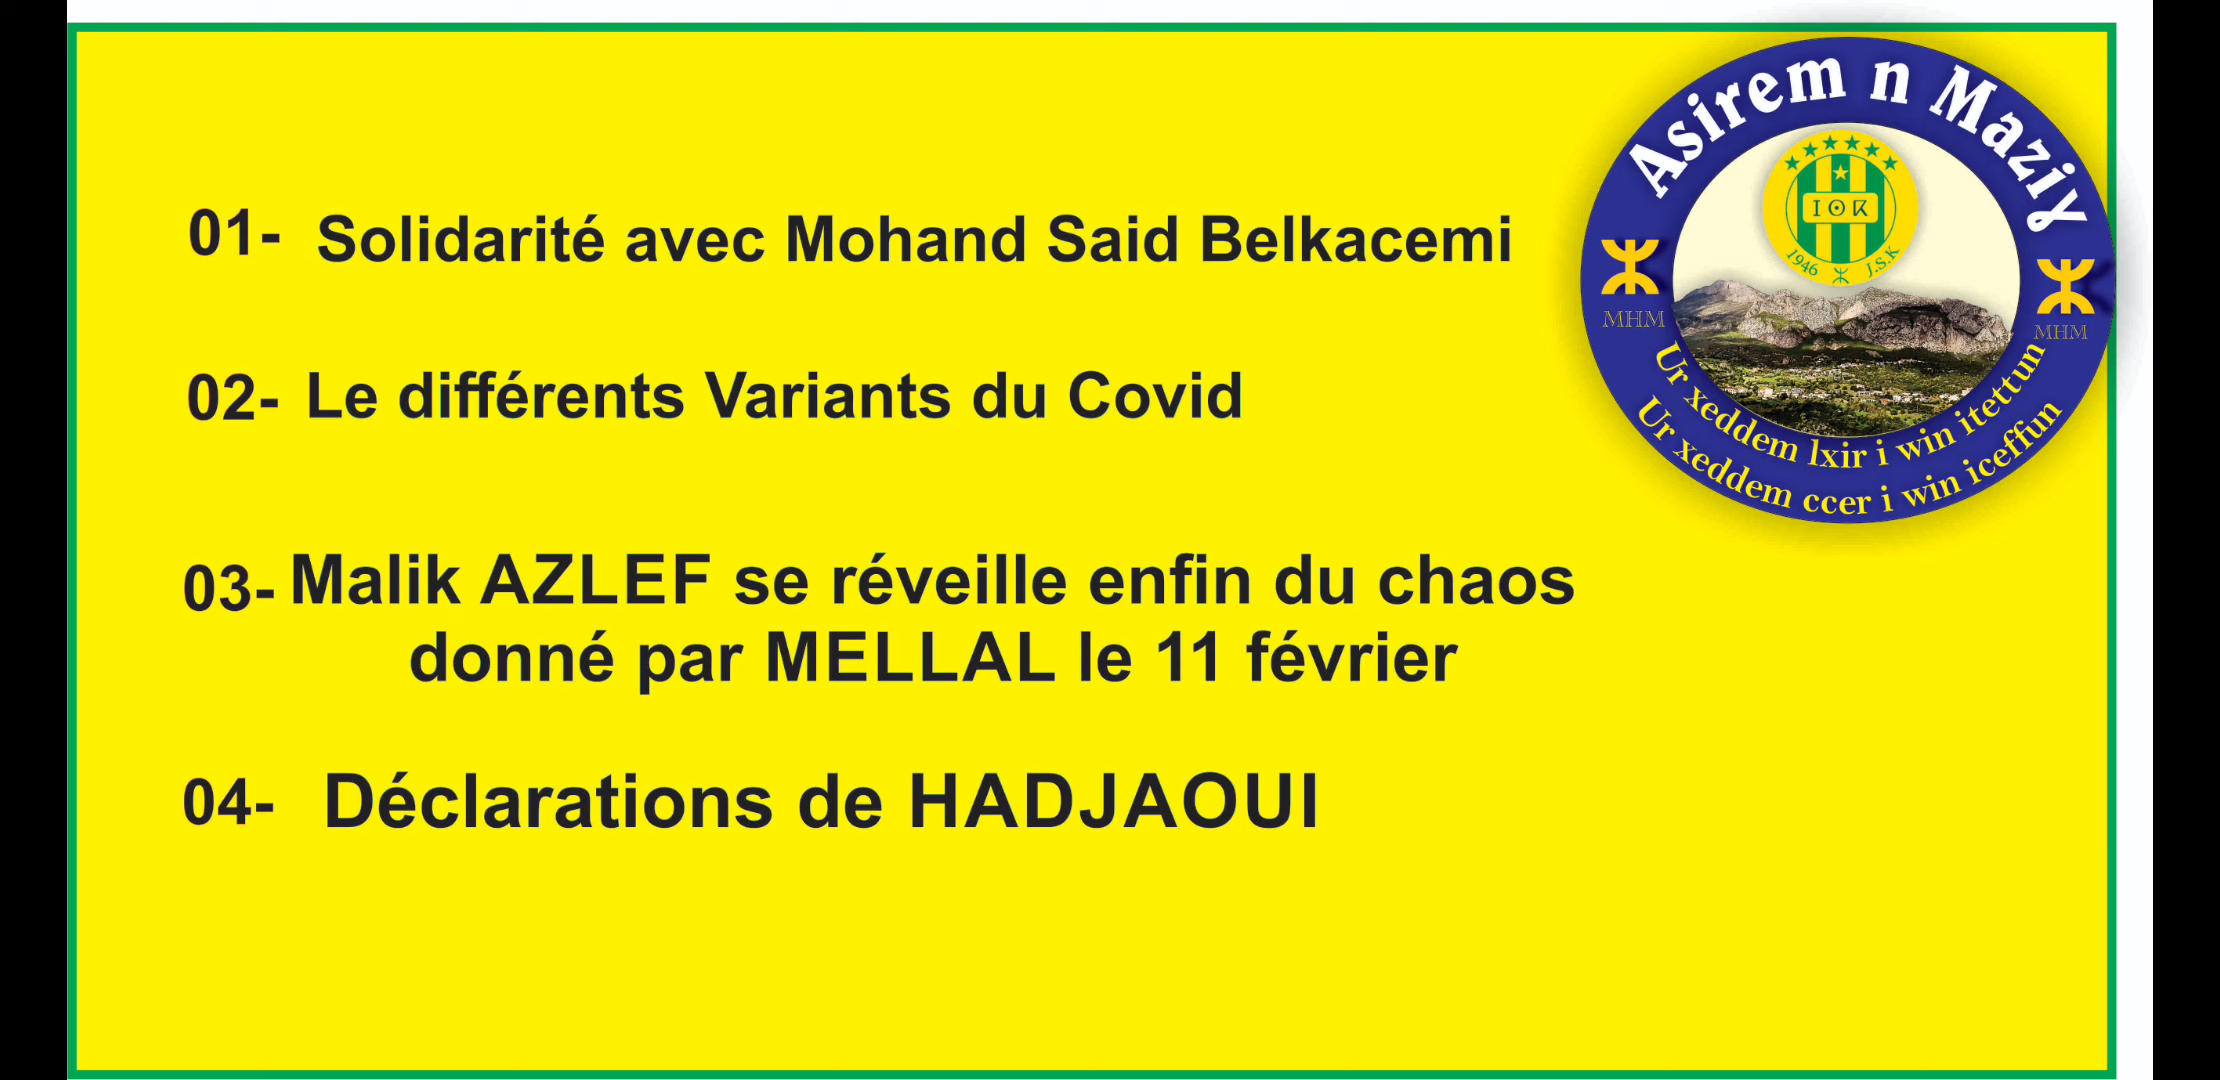 01- Solidarité avec Mohand Said Belkacemi
02- Le différents Variants du Covid
03- Malik AZLEF se réveille enfin du chaos
donné par MELLAL le 11 février
04- Déclarations de HADJAOUI
Asirem n Maziɣ
ⵊⵙⴽ
1946 ⵣ J.S.K
ⵣ
MHM
ⵣ
MHM
Ur xeddem lxir i win itettun
Ur xeddem ccer i win iceffun